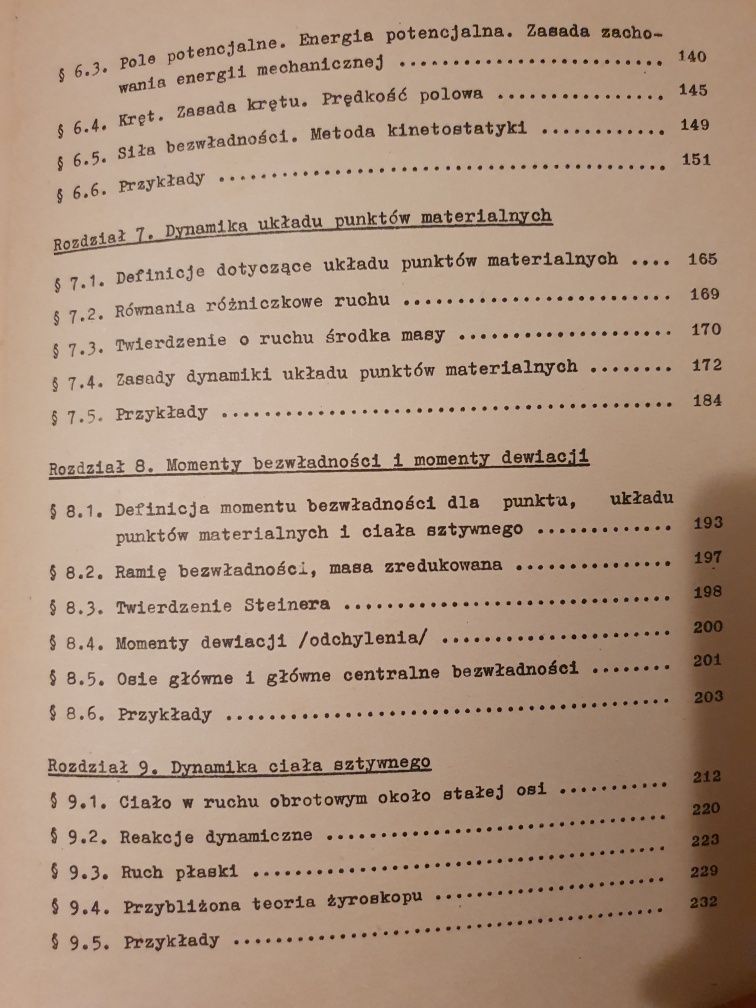 § 6.3. Pole potencjalne. Energia potencjalna. Zasada zacho-
wania energii mechanicznej ......................... 140
§ 6.4. Kręt. Zasada krętu. Prędkość polowa ................ 145
§ 6.5. Siła bezwładności. Metoda kinetostatyki ............ 149
§ 6.6. Przykłady .......................................... 151
Rozdział 7. Dynamika układu punktów materialnych
§ 7.1. Definicje dotyczące układu punktów materialnych .... 165
§ 7.2. Równania różniczkowe ruchu ......................... 169
§ 7.3. Twierdzenie o ruchu środka masy .................... 170
§ 7.4. Zasady dynamiki układu punktów materialnych ........ 172
§ 7.5. Przykłady .......................................... 184
Rozdział 8. Momenty bezwładności i momenty dewiacji
§ 8.1. Definicja momentu bezwładności dla punktu, układu
punktów materialnych i ciała sztywnego ............. 193
§ 8.2. Ramię bezwładności, masa zredukowana ............... 197
§ 8.3. Twierdzenie Steinera ............................... 198
§ 8.4. Momenty dewiacji /odchylenia/ ...................... 200
§ 8.5. Osie główne i główne centralne bezwładności ........ 201
§ 8.6. Przykłady .......................................... 203
Rozdział 9. Dynamika ciała sztywnego
§ 9.1. Ciało w ruchu obrotowym około stałej osi ........... 212
§ 9.2. Reakcje dynamiczne ................................. 220
§ 9.3. Ruch płaski ........................................ 223
§ 9.4. Przybliżona teoria żyroskopu ....................... 229
§ 9.5. Przykłady .......................................... 232